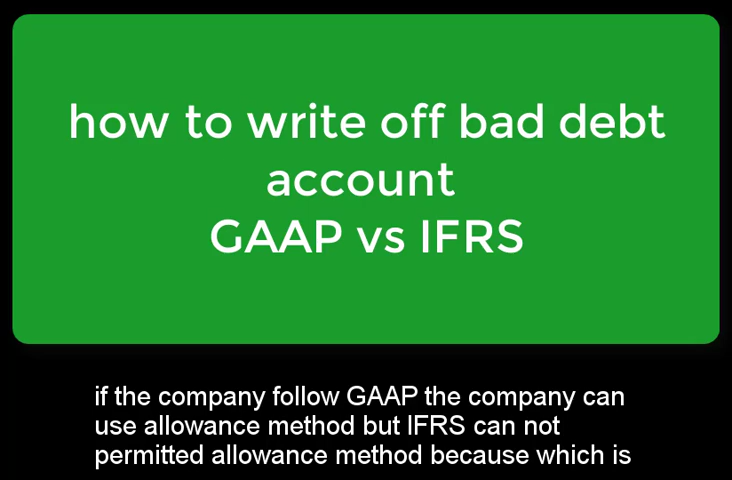 how to write off bad debt
account
GAAP vs IFRS
if the company follow GAAP the company can
use allowance method but IFRS can not
permitted allowance method because which is